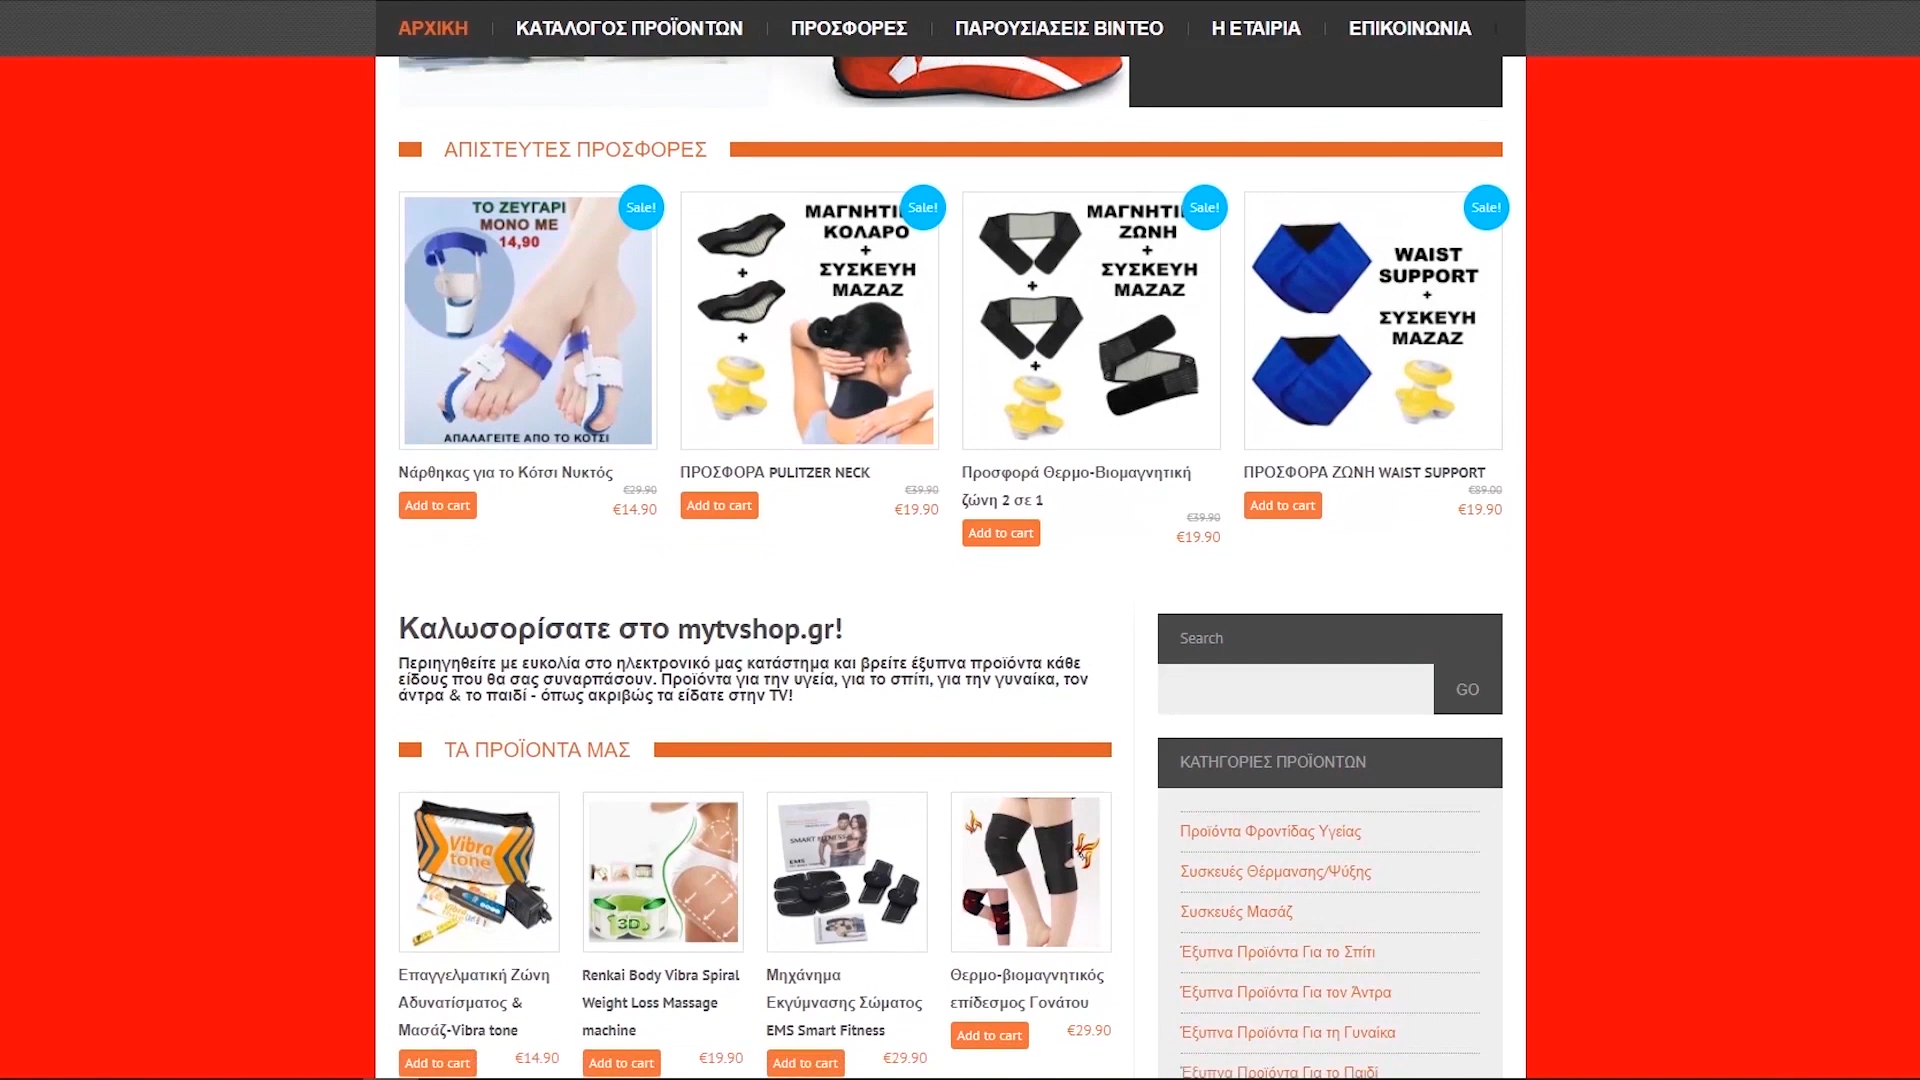 ΑΡΧΙΚΗ
ΚΑΤΑΛΟΓΟΣ ΠΡΟΪΟΝΤΩΝ
ΠΡΟΣΦΟΡΕΣ
ΠΑΡΟΥΣΙΑΣΕΙΣ ΒΙΝΤΕΟ
Η ΕΤΑΙΡΙΑ
ΕΠΙΚΟΙΝΩΝΙΑ
ΑΠΙΣΤΕΥΤΕΣ ΠΡΟΣΦΟΡΕΣ
ΤΟ ΖΕΥΓΑΡΙ
ΜΟΝΟ ΜΕ
14,90
Sale!
ΑΠΑΛΑΓΕΙΤΕ ΑΠΟ ΤΟ ΚΟΤΣΙ
Νάρθηκας για το Κότσι Νυκτός
€29.90
Add to cart
€14.90
ΜΑΓΝΗΤΙ
Sale!
ΚΟΛΑΡΟ
+
ΣΥΣΚΕΥΗ
ΜΑΖΑΖ
+
+
ΠΡΟΣΦΟΡΑ PULITZER NECK
€39.90
Add to cart
€19.90
ΜΑΓΝΗΤΙ
Sale!
ΖΩΝΗ
+
ΣΥΣΚΕΥΗ
ΜΑΖΑΖ
+
+
Προσφορά Θερμο-Βιομαγνητική
ζώνη 2 σε 1
€39.90
Add to cart
€19.90
Sale!
WAIST
SUPPORT
+
ΣΥΣΚΕΥΗ
ΜΑΖΑΖ
ΠΡΟΣΦΟΡΑ ΖΩΝΗ WAIST SUPPORT
€89.00
Add to cart
€19.90
Καλωσορίσατε στο mytvshop.gr!
Περιηγηθείτε με ευκολία στο ηλεκτρονικό μας κατάστημα και βρείτε έξυπνα προϊόντα κάθε
είδους που θα σας συναρπάσουν. Προϊόντα για την υγεία, για το σπίτι, για την γυναίκα, τον
άντρα & το παιδί - όπως ακριβώς τα είδατε στην TV!
ΤΑ ΠΡΟΪΟΝΤΑ ΜΑΣ
Vibra
tone
Επαγγελματική Ζώνη
Αδυνατίσματος &
Μασάζ-Vibra tone
Add to cart
€14.90
3D
Renkai Body Vibra Spiral
Weight Loss Massage
machine
Add to cart
€19.90
SMART FITNESS
EMS
Μηχάνημα
Εκγύμνασης Σώματος
EMS Smart Fitness
Add to cart
€29.90
Θερμο-βιομαγνητικός
επίδεσμος Γονάτου
Add to cart
€29.90
Search
GO
ΚΑΤΗΓΟΡΙΕΣ ΠΡΟΪΟΝΤΩΝ
Προϊόντα Φροντίδας Υγείας
Συσκευές Θέρμανσης/Ψύξης
Συσκευές Μασάζ
Έξυπνα Προϊόντα Για το Σπίτι
Έξυπνα Προϊόντα Για τον Άντρα
Έξυπνα Προϊόντα Για τη Γυναίκα
Έξυπνα Προϊόντα Για το Παιδί